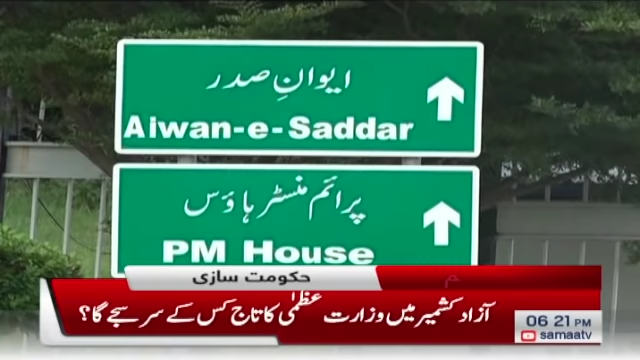 ایوانِ صدر
Aiwan-e-Saddar
پرائم منسٹر ہاؤس
PM House
حکومت سازی
آزاد کشمیر میں وزارت عظمٰی کا تاج کس کے سر سجے گا؟
06 21 PM
samaatv